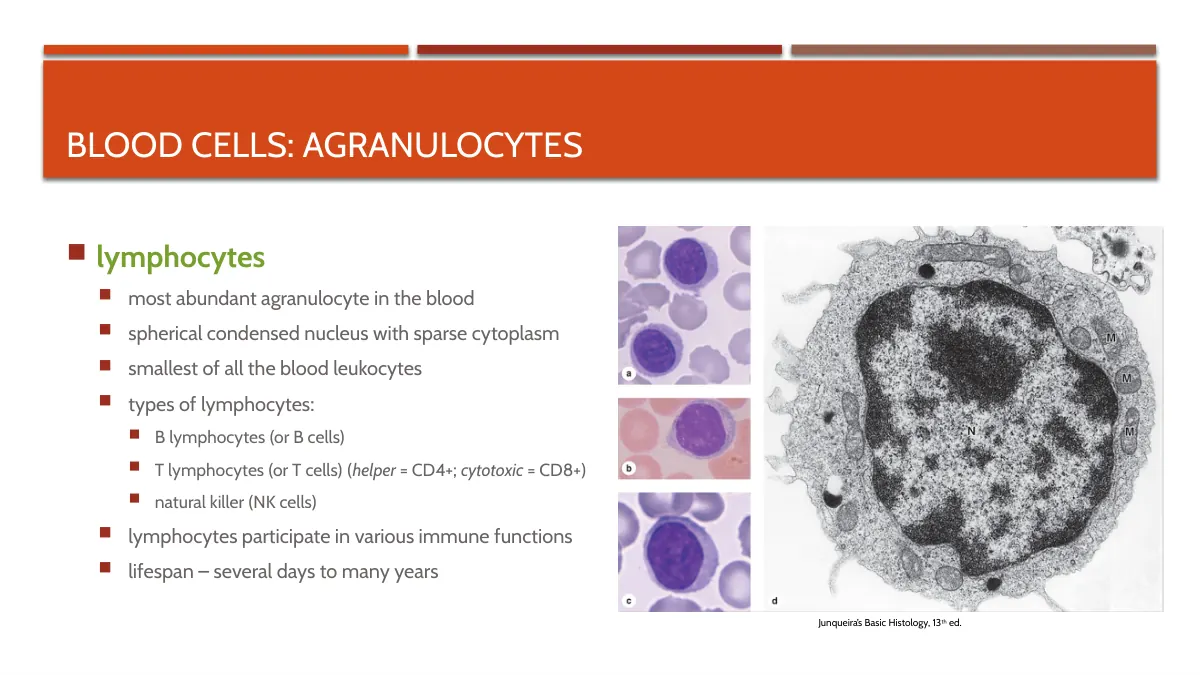 BLOOD CELLS: AGRANULOCYTES
lymphocytes
most abundant agranulocyte in the blood
spherical condensed nucleus with sparse cytoplasm
smallest of all the blood leukocytes
types of lymphocytes:
B lymphocytes (or B cells)
T lymphocytes (or T cells) (helper = CD4+; cytotoxic = CD8+)
natural killer (NK cells)
lymphocytes participate in various immune functions
lifespan – several days to many years
a
b
c
M
M
M
N
d
Junqueira's Basic Histology, 13th ed.